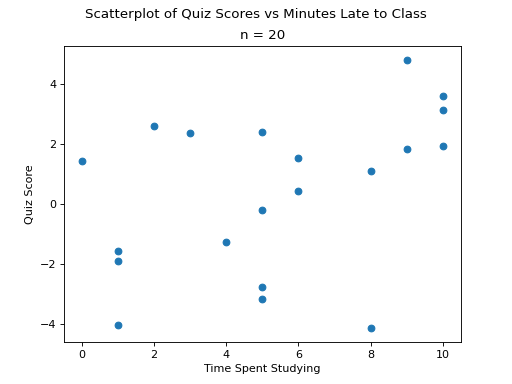 Scatterplot of Quiz Scores vs Minutes Late to Class
n = 20
4
2
0
−2
−4
Quiz Score
0 2 4 6 8 10
Time Spent Studying